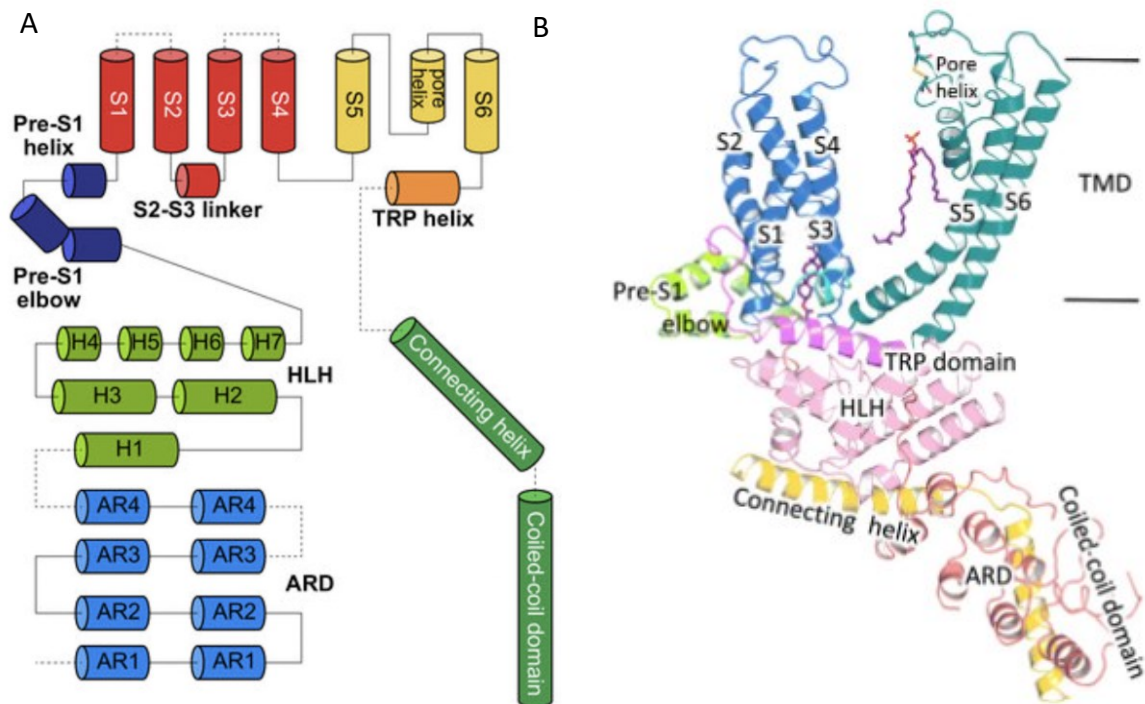 A
S1
S2
S3
S4
S5
pore
helix
S6
Pre-S1
helix
S2-S3 linker
TRP helix
Pre-S1
elbow
H4
H5
H6
H7
HLH
H3
H2
H1
AR4
AR4
AR3
AR3
ARD
AR2
AR2
AR1
AR1
Connecting helix
Coiled-coil domain
B
Pore
helix
S2
S4
TMD
S5
S6
S1
S3
Pre-S1
elbow
TRP domain
HLH
Connecting helix
ARD
Coiled-coil domain